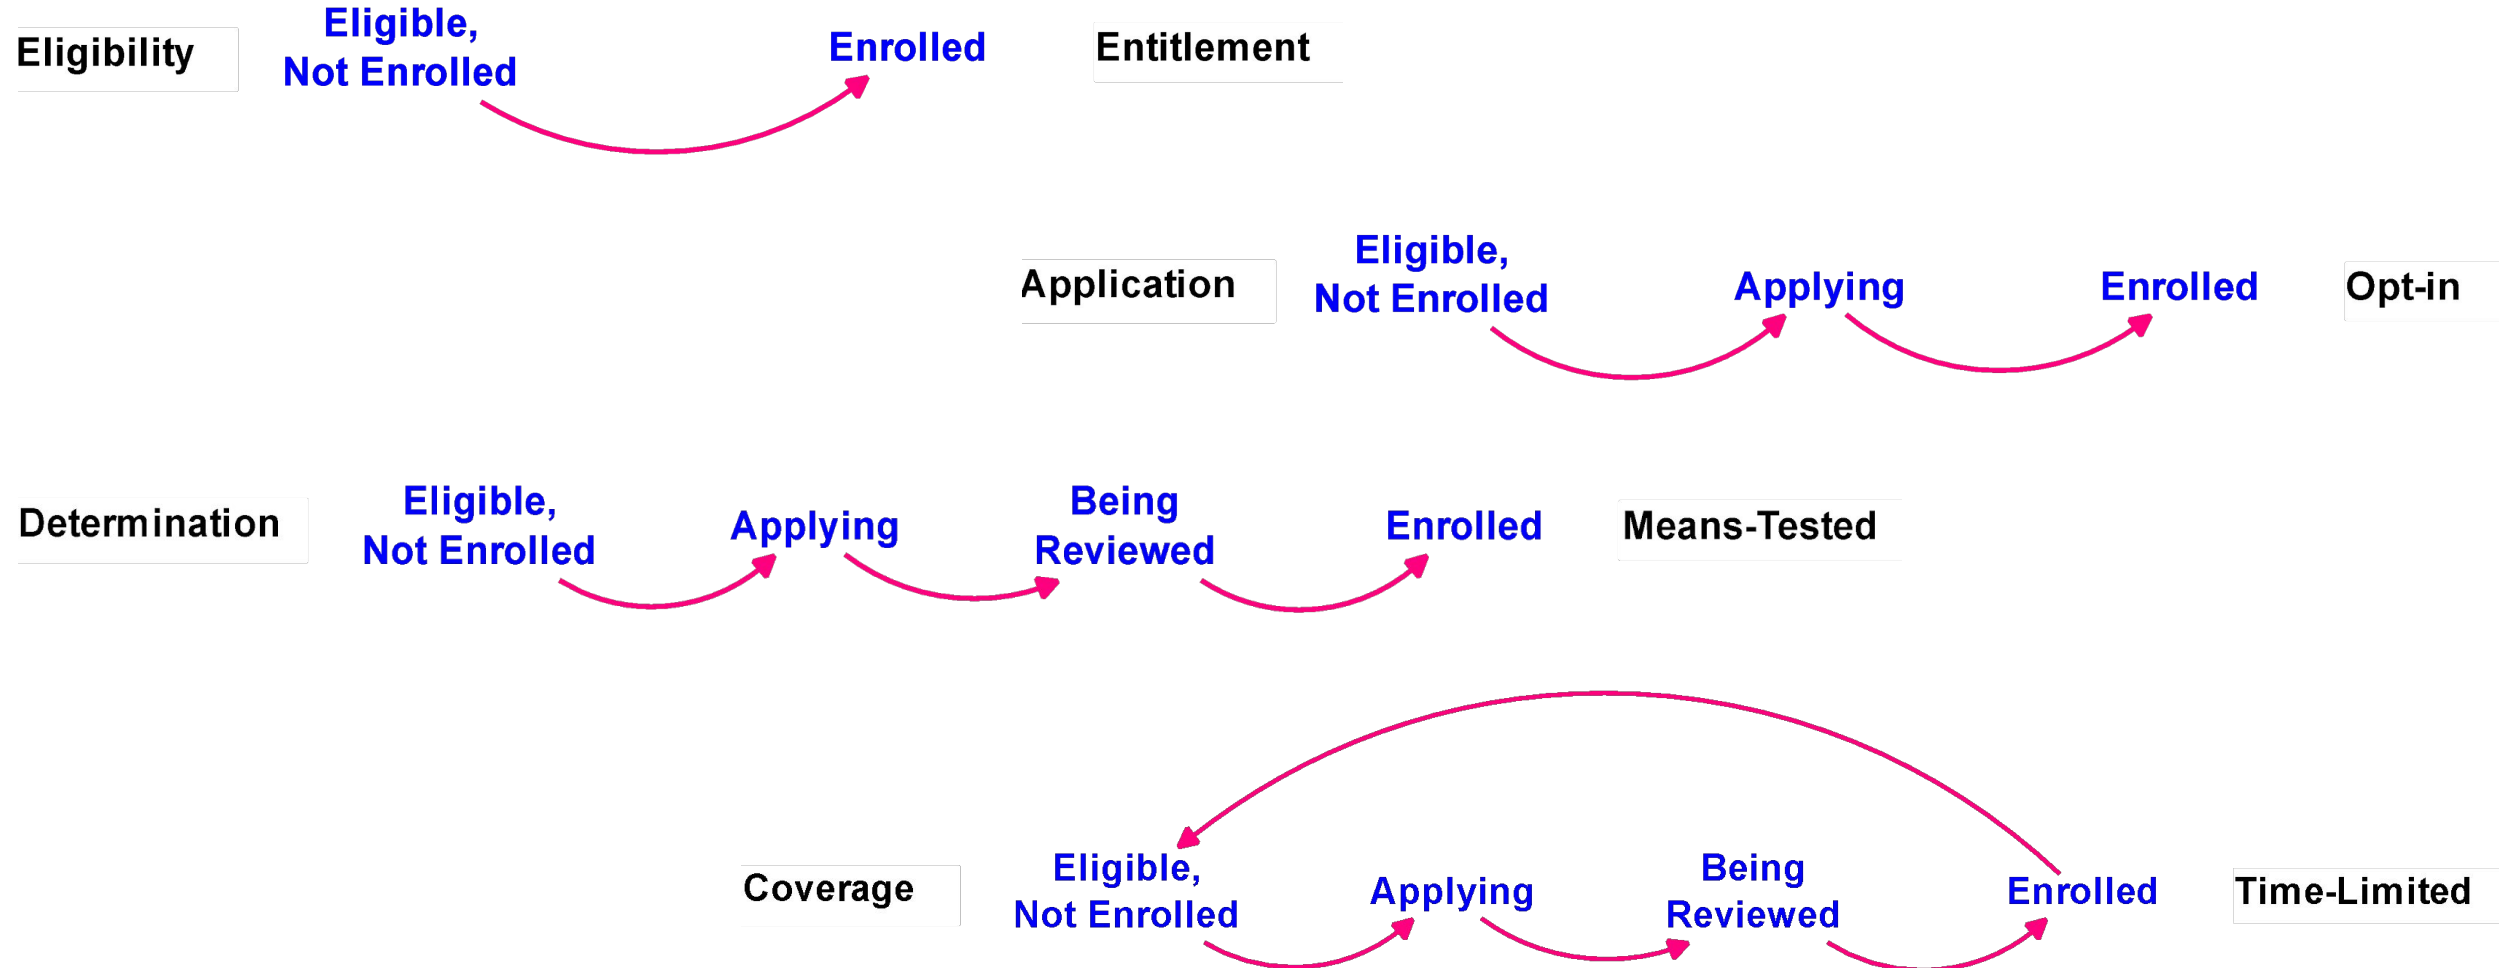 Eligibility
Eligible,
Not Enrolled
Enrolled
Entitlement
Application
Eligible,
Not Enrolled
Applying
Enrolled
Opt-in
Determination
Eligible,
Not Enrolled
Applying
Being
Reviewed
Enrolled
Means-Tested
Coverage
Eligible,
Not Enrolled
Applying
Being
Reviewed
Enrolled
Time-Limited